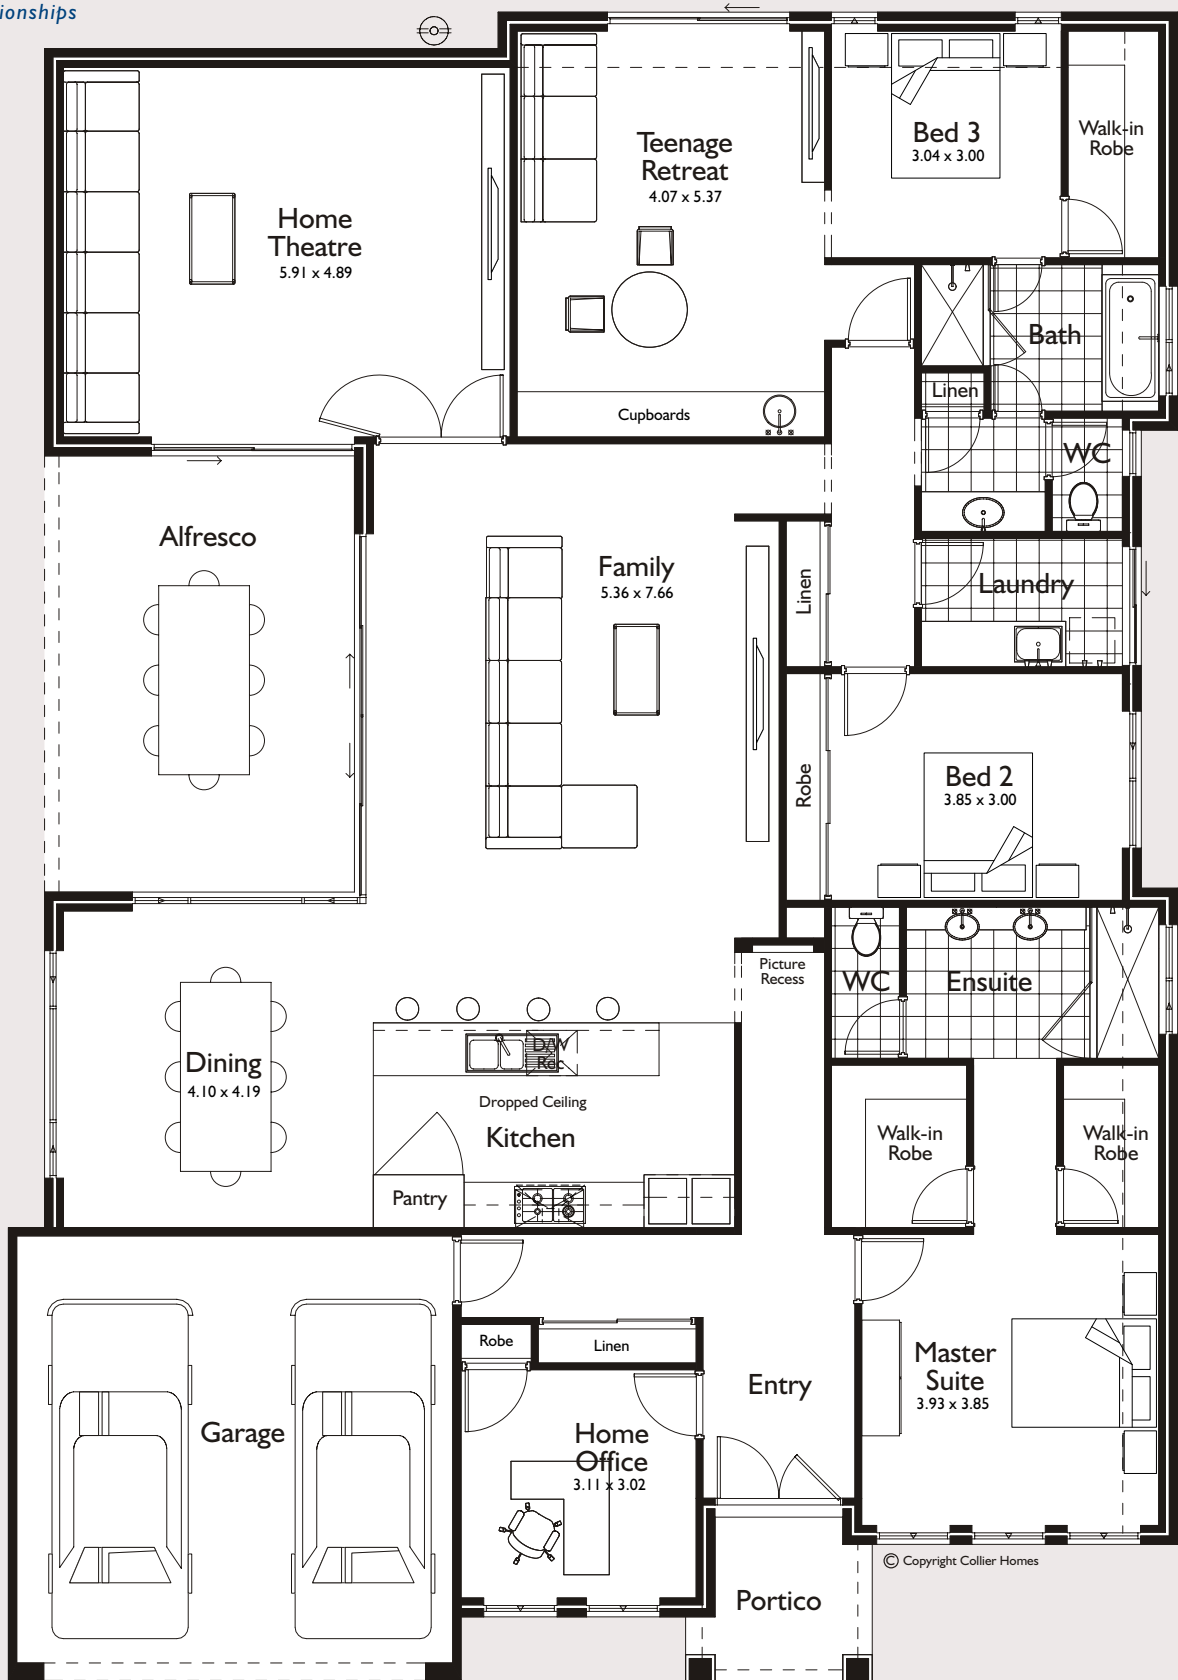 ionships
Teenage
Retreat
4.07 x 5.37
Bed 3
3.04 x 3.00
Walk-in
Robe
Home
Theatre
5.91 x 4.89
Bath
Linen
Cupboards
WC
Alfresco
Family
5.36 x 7.66
Linen
Laundry
Bed 2
3.85 x 3.00
Robe
Picture
Recess
WC
Ensuite
D/W
Rec
Dining
4.10 x 4.19
Dropped Ceiling
Kitchen
Walk-in
Robe
Walk-in
Robe
Pantry
Robe
Linen
Entry
Master
Suite
3.93 x 3.85
Garage
Home
Office
3.11 x 3.02
© Copyright Collier Homes
Portico